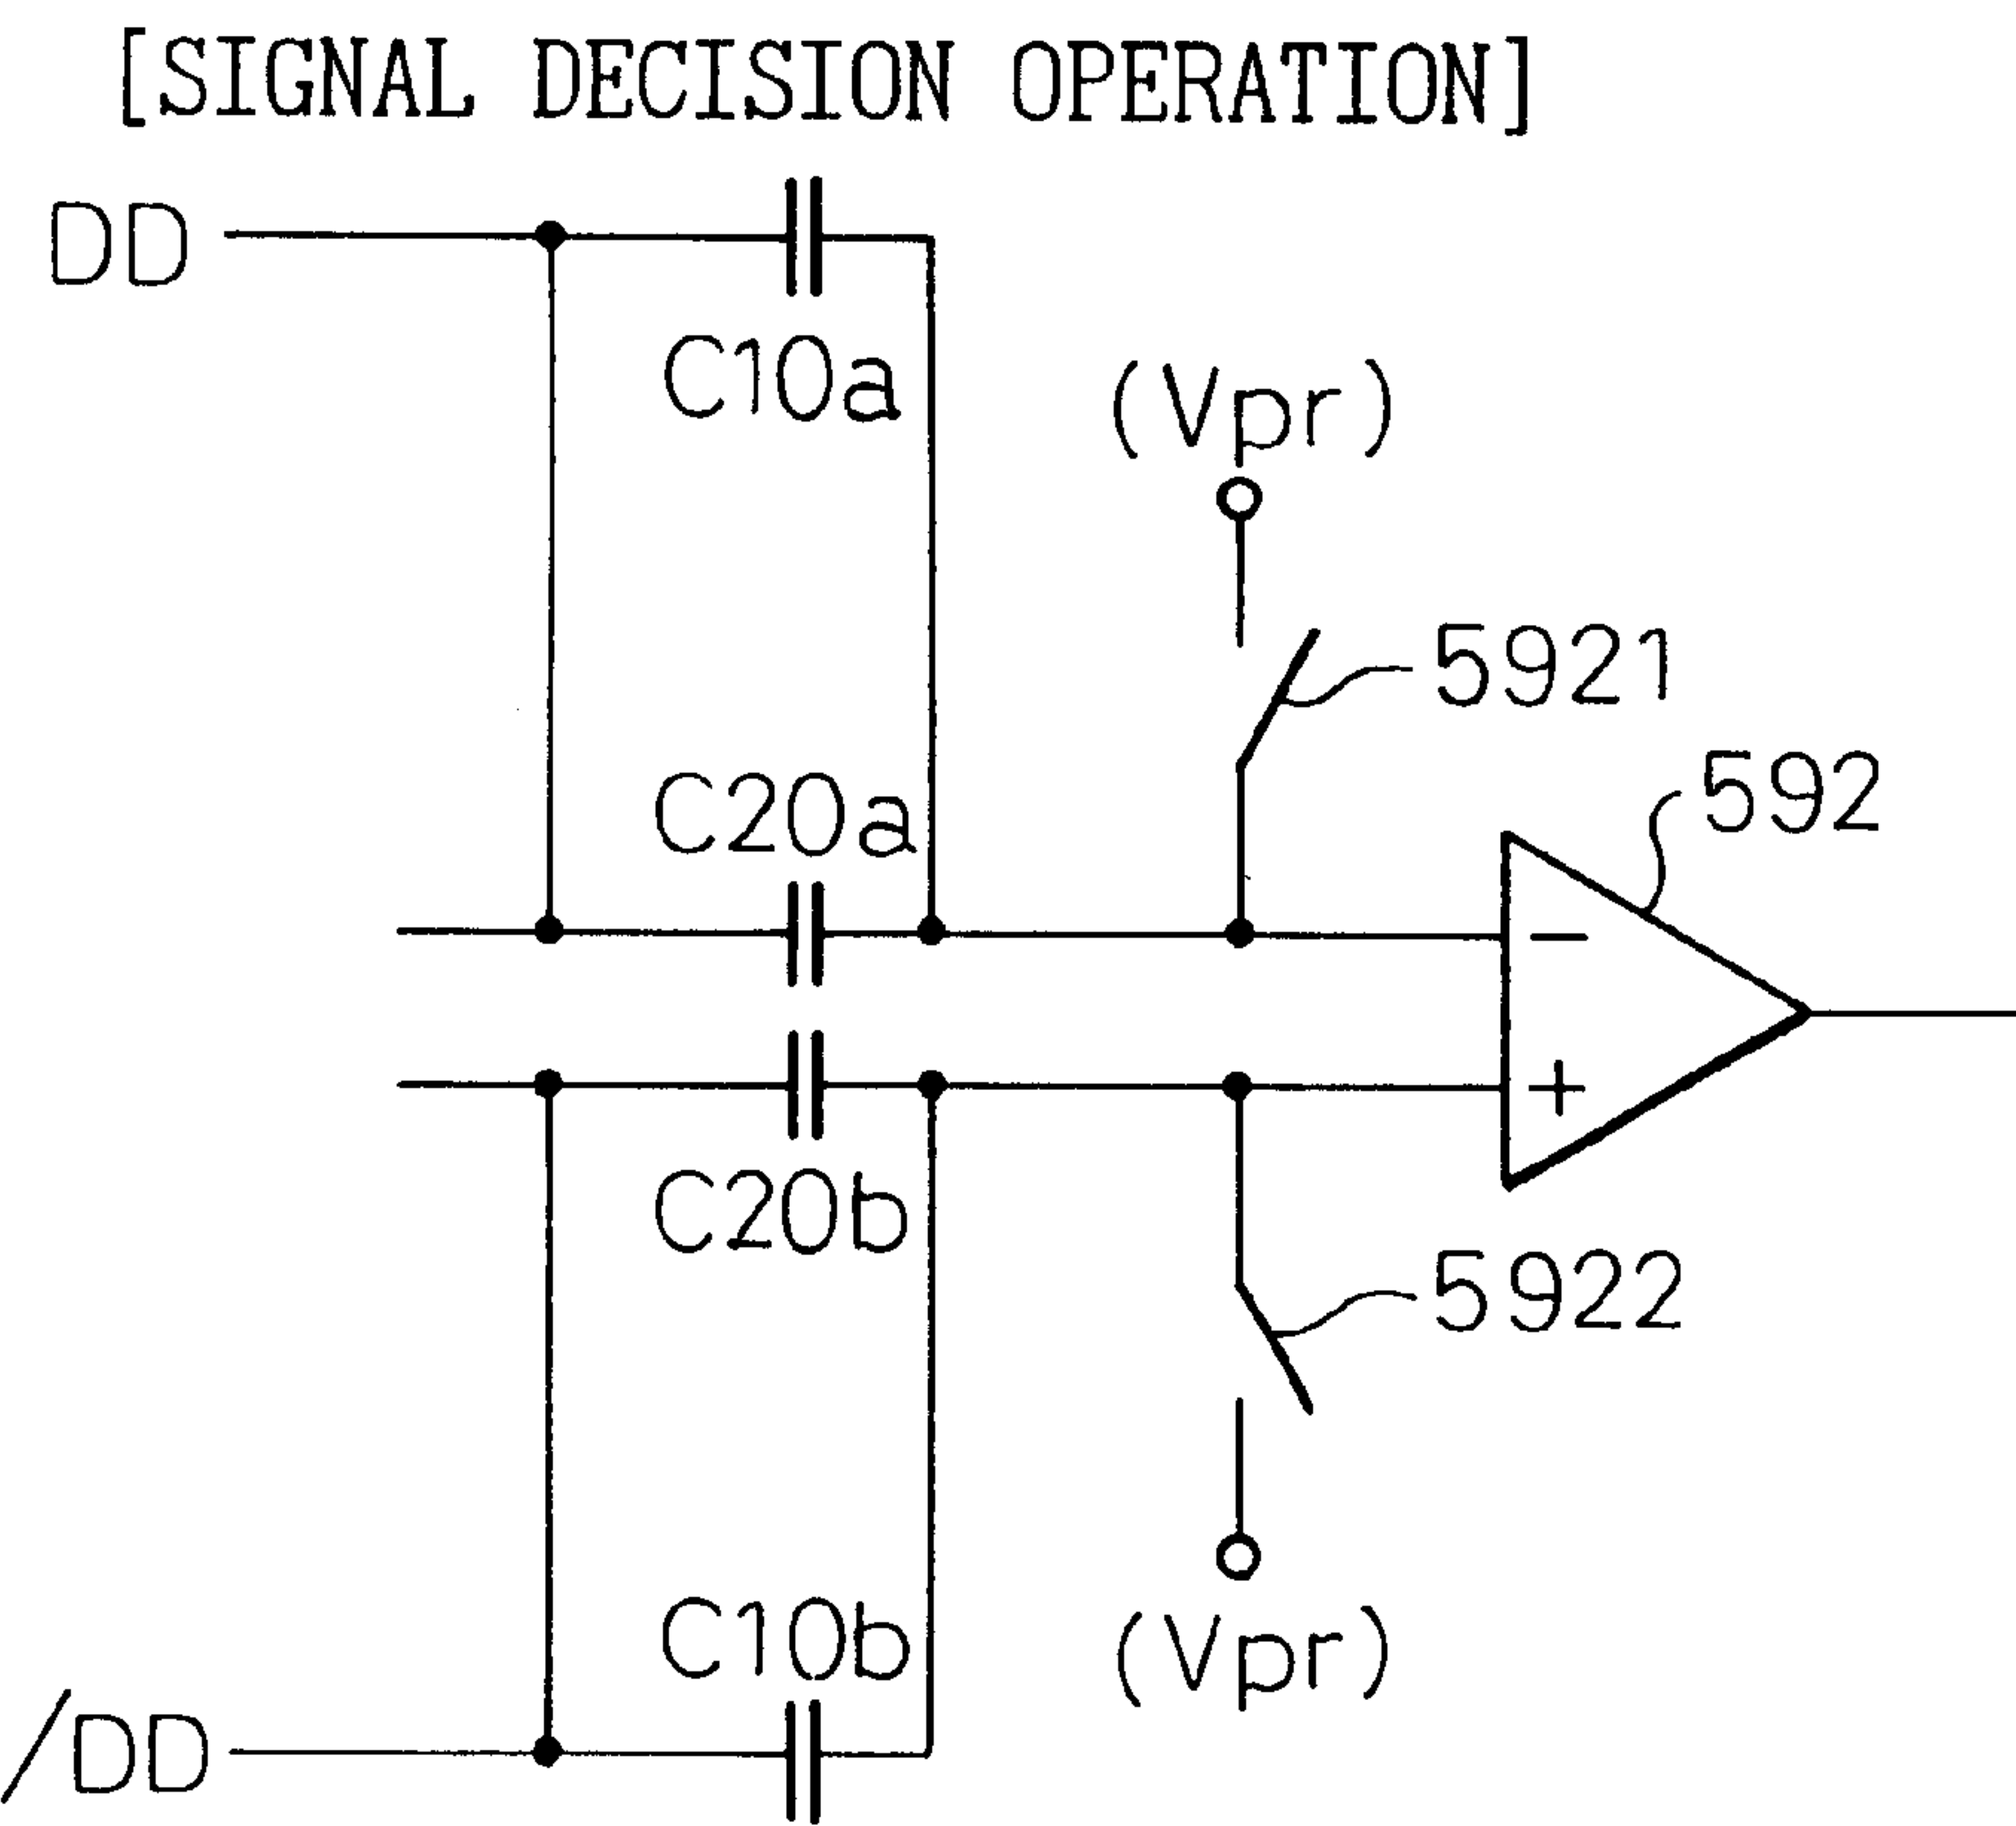 [SIGNAL DECISION OPERATION]
DD
C10a
(Vpr)
5921
C20a
592
−
+
C20b
5922
C10b
(Vpr)
/DD